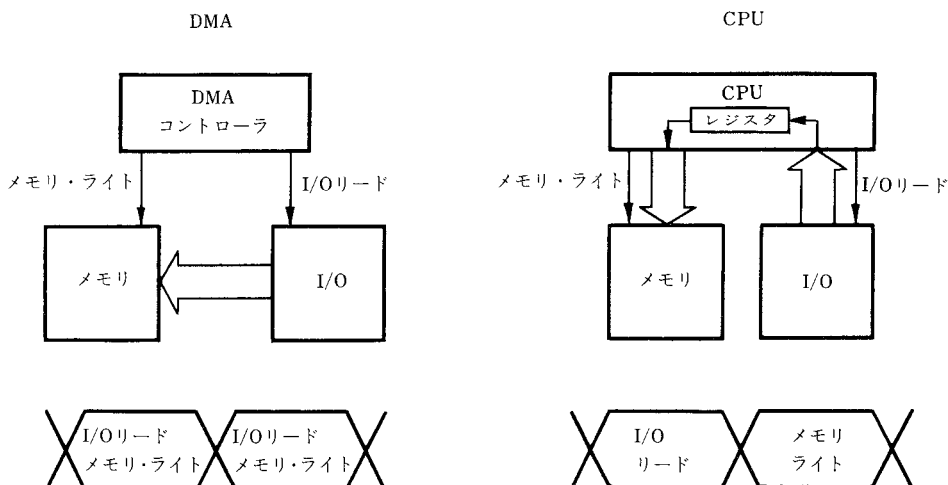 DMA
DMA
コントローラ
メモリ・ライト
I/Oリード
メモリ
I/O
I/Oリード
メモリ・ライト
I/Oリード
メモリ・ライト
CPU
CPU
レジスタ
メモリ・ライト
I/Oリード
メモリ
I/O
I/O
リード
メモリ
ライト